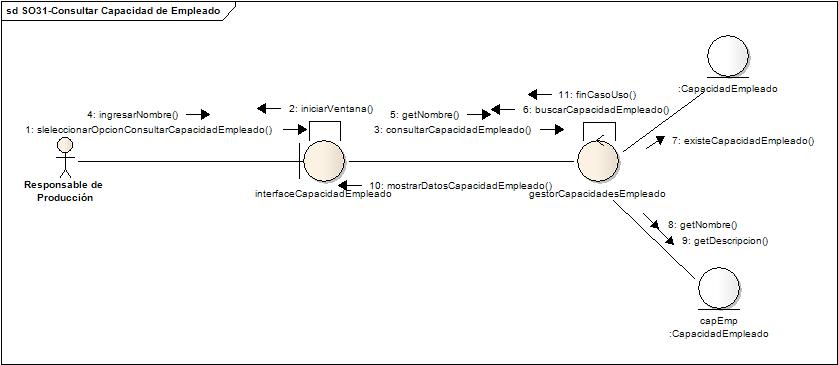 sd SO31-Consultar Capacidad de Empleado
:CapacidadEmpleado
11: finCasoUso()
4: ingresarNombre()
2: iniciarVentana()
5: getNombre()
6: buscarCapacidadEmpleado()
1: sleleccionarOpcionConsultarCapacidadEmpleado()
3: consultarCapacidadEmpleado()
7: existeCapacidadEmpleado()
Responsable de
Producción
10: mostrarDatosCapacidadEmpleado()
interfaceCapacidadEmpleado
gestorCapacidadesEmpleado
8: getNombre()
9: getDescripcion()
capEmp
:CapacidadEmpleado